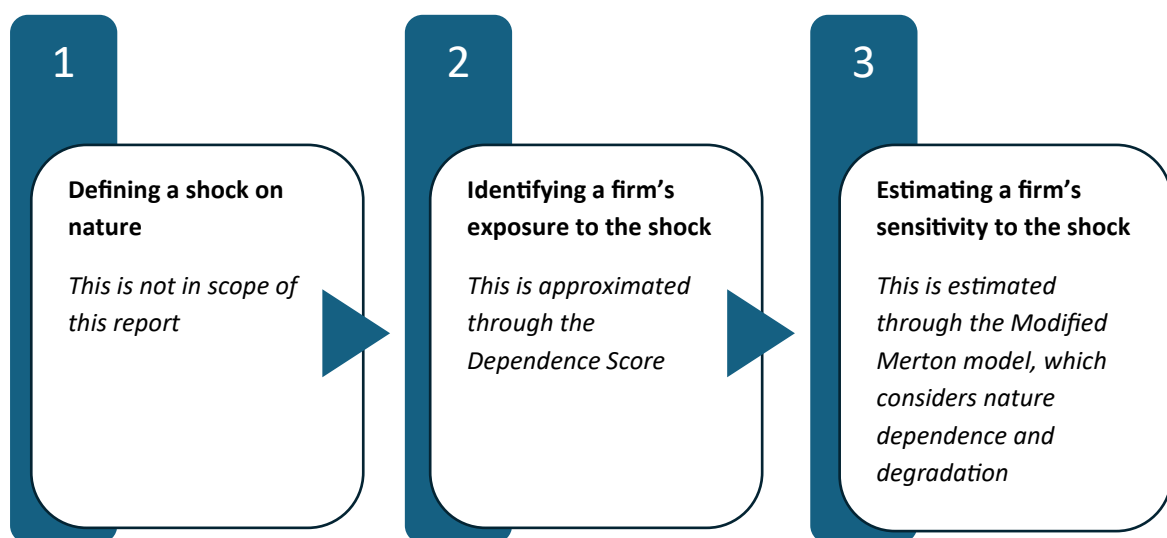 1
Defining a shock on
nature
This is not in scope of
this report
2
Identifying a firm’s
exposure to the shock
This is approximated
through the
Dependence Score
3
Estimating a firm’s
sensitivity to the shock
This is estimated
through the Modified
Merton model, which
considers nature
dependence and
degradation